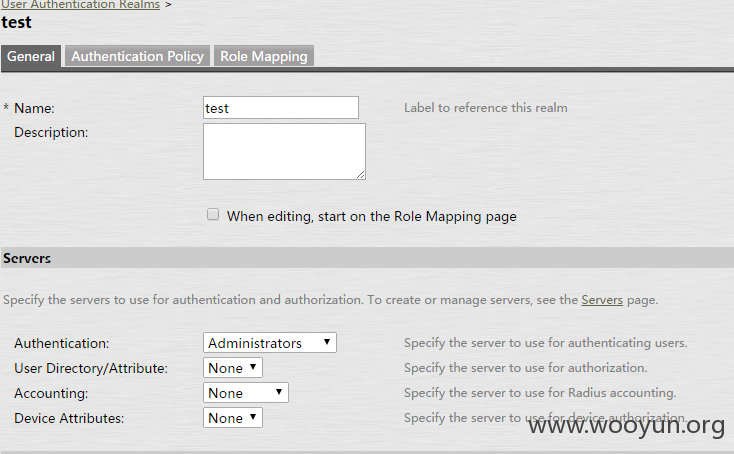 User Authentication Realms >
test
General Authentication Policy Role Mapping
* Name: test Label to reference this realm
Description:
When editing, start on the Role Mapping page
Servers
Specify the servers to use for authentication and authorization. To create or manage servers, see the Servers page.
Authentication: Administrators Specify the server to use for authenticating users.
User Directory/Attribute: None Specify the server to use for authorization.
Accounting: None Specify the server to use for Radius accounting.
Device Attributes: None Specify the server to use for device authorization.
www.wooyun.org